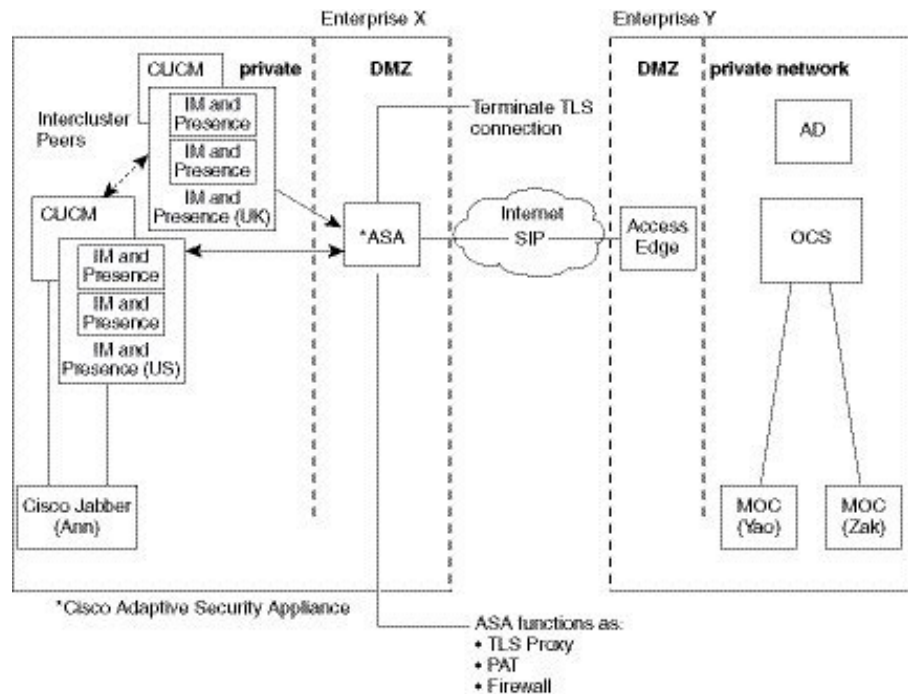 Enterprise X
Enterprise Y
CUCM
private
DMZ
DMZ
private network
IM and
Presence
IM and
Presence
IM and
Presence (UK)
Intercluster
Peers
Terminate TLS
connection
AD
CUCM
IM and
Presence
IM and
Presence
IM and
Presence (US)
*ASA
Internet
SIP
Access
Edge
OCS
Cisco Jabber
(Ann)
MOC
(Yao)
MOC
(Zak)
*Cisco Adaptive Security Appliance
ASA functions as:
• TLS Proxy
• PAT
• Firewall